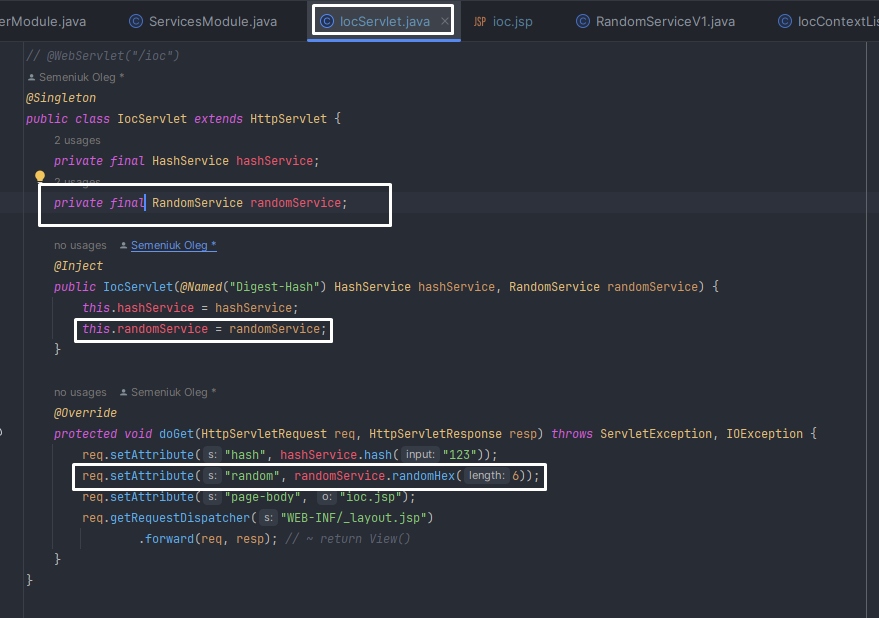 erModule.java ServicesModule.java IocServlet.java ioc.jsp RandomServiceV1.java IocContextLis
// @WebServlet("/ioc")
Semeniuk Oleg *
@Singleton
public class IocServlet extends HttpServlet {
2 usages
private final HashService hashService;
2 usages
private final RandomService randomService;
no usages Semeniuk Oleg *
@Inject
public IocServlet(@Named("Digest-Hash") HashService hashService, RandomService randomService) {
this.hashService = hashService;
this.randomService = randomService;
}
no usages Semeniuk Oleg *
@Override
protected void doGet(HttpServletRequest req, HttpServletResponse resp) throws ServletException, IOException {
req.setAttribute( s: "hash", hashService.hash( input: "123"));
req.setAttribute( s: "random", randomService.randomHex( length: 6));
req.setAttribute( s: "page-body", o: "ioc.jsp");
req.getRequestDispatcher( s: "WEB-INF/_layout.jsp")
.forward(req, resp); // ~ return View()
}
}